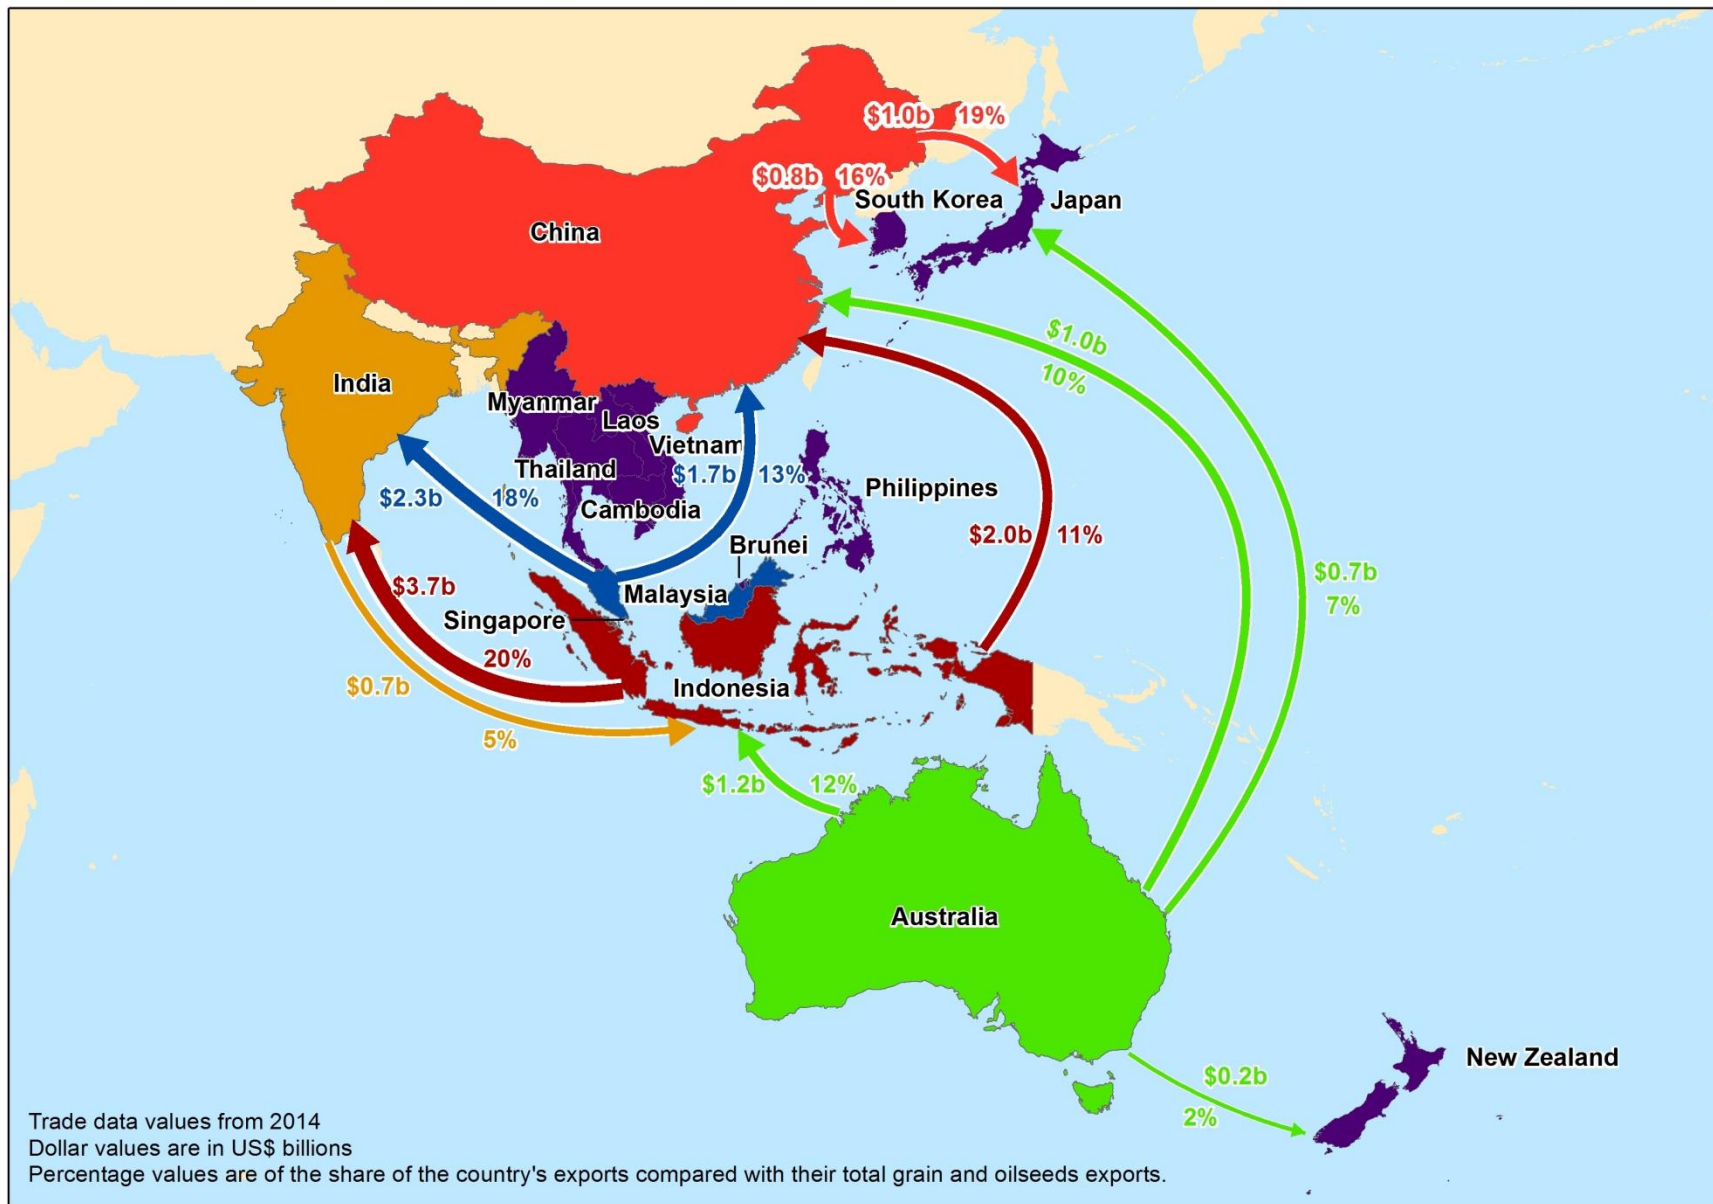 $1.0b 19%
$0.8b 16%
South Korea
Japan
China
$1.0b
10%
India
Myanmar
Laos
Vietnam
Thailand
$1.7b 13%
$2.3b 18%
Cambodia
Philippines
$2.0b 11%
Brunei
$3.7b
Malaysia
$0.7b
7%
Singapore
20%
$0.7b
Indonesia
5%
$1.2b 12%
Australia
New Zealand
$0.2b
2%
Trade data values from 2014
Dollar values are in US$ billions
Percentage values are of the share of the country's exports compared with their total grain and oilseeds exports.